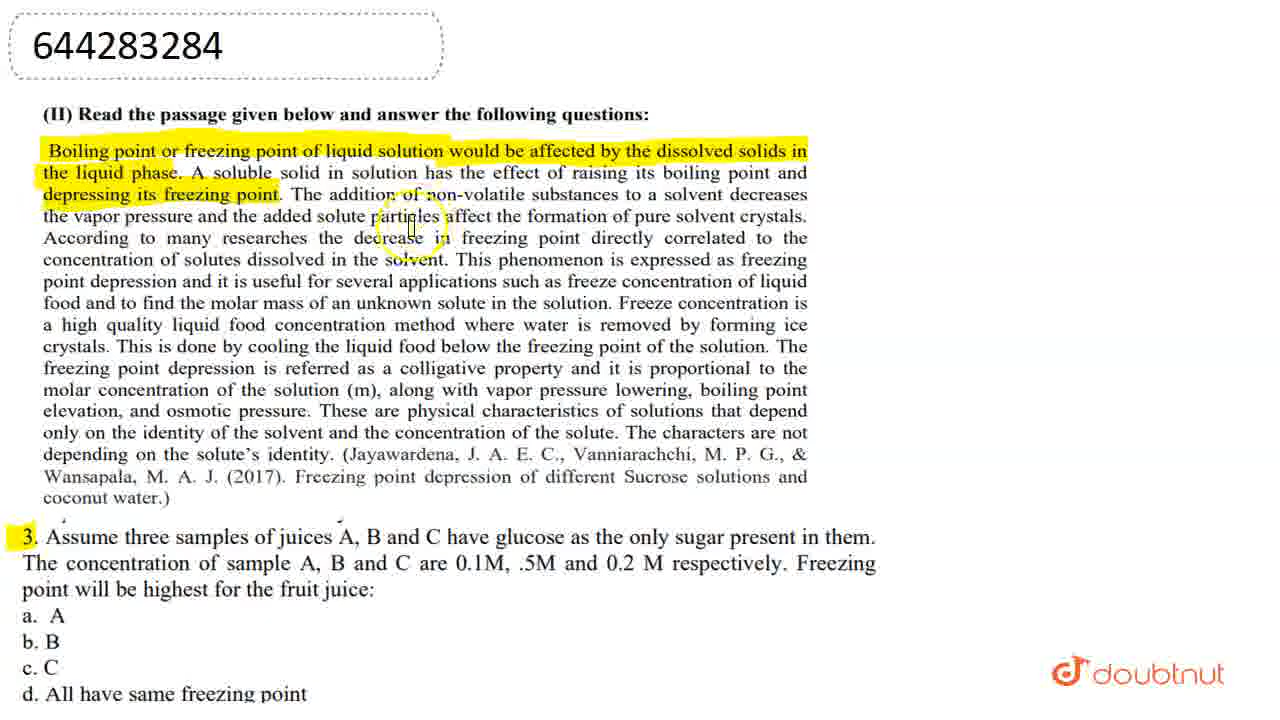 644283284
(II) Read the passage given below and answer the following questions:
Boiling point or freezing point of liquid solution would be affected by the dissolved solids in
the liquid phase. A soluble solid in solution has the effect of raising its boiling point and
depressing its freezing point. The addition of non-volatile substances to a solvent decreases
the vapor pressure and the added solute particles affect the formation of pure solvent crystals.
According to many researches the decrease in freezing point directly correlated to the
concentration of solutes dissolved in the solvent. This phenomenon is expressed as freezing
point depression and it is useful for several applications such as freeze concentration of liquid
food and to find the molar mass of an unknown solute in the solution. Freeze concentration is
a high quality liquid food concentration method where water is removed by forming ice
crystals. This is done by cooling the liquid food below the freezing point of the solution. The
freezing point depression is referred as a colligative property and it is proportional to the
molar concentration of the solution (m), along with vapor pressure lowering, boiling point
elevation, and osmotic pressure. These are physical characteristics of solutions that depend
only on the identity of the solvent and the concentration of the solute. The characters are not
depending on the solute's identity. (Jayawardena, J. A. E. C., Vanniarachchi, M. P. G., &
Wansapala, M. A. J. (2017). Freezing point depression of different Sucrose solutions and
coconut water.)
3. Assume three samples of juices A, B and C have glucose as the only sugar present in them.
The concentration of sample A, B and C are 0.1M, .5M and 0.2 M respectively. Freezing
point will be highest for the fruit juice:
a. A
b. B
c. C
d. All have same freezing point
doubtnut